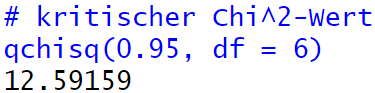 # kritischer Chi^2-Wert
qchisq(0.95, df = 6)
12.59159